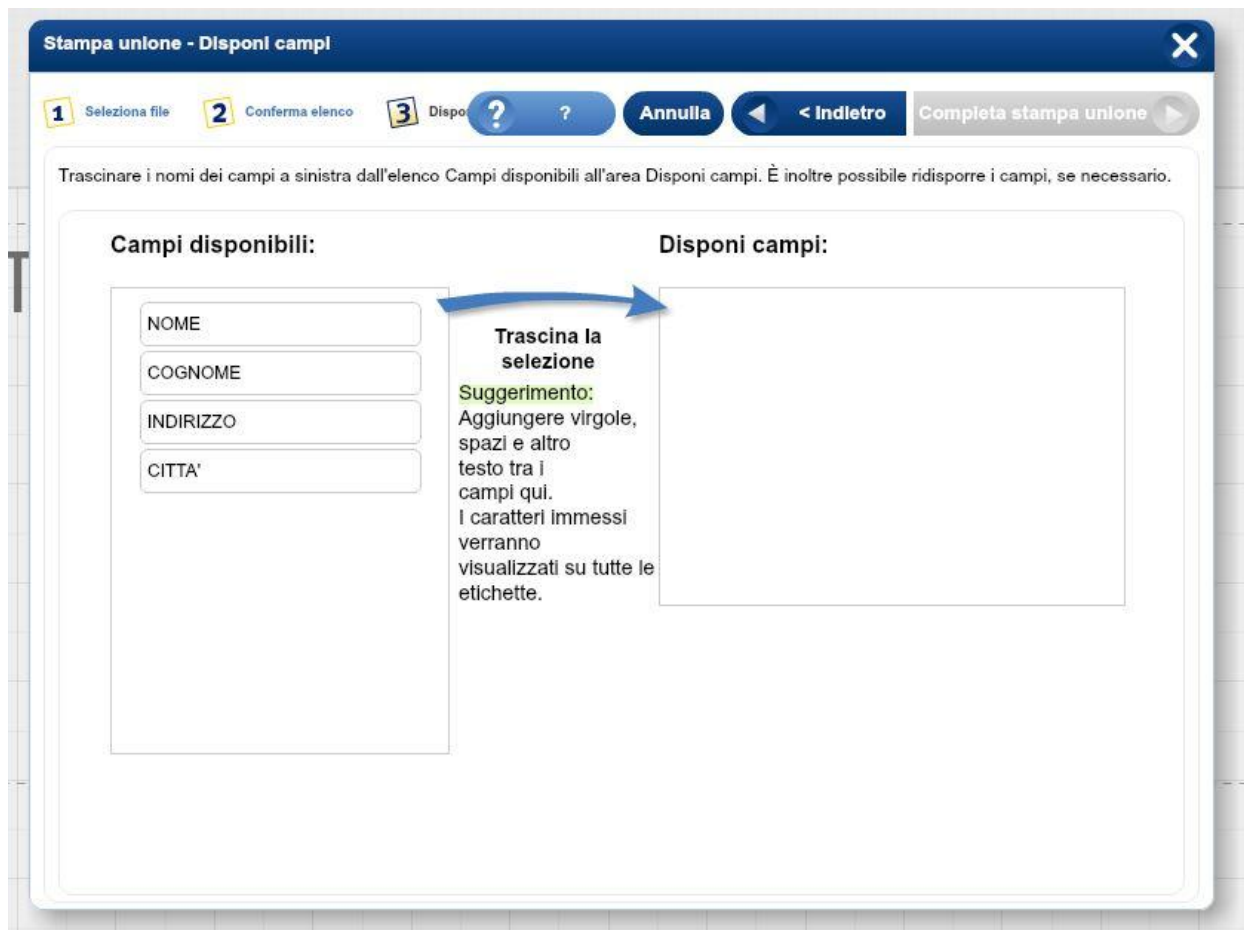 Stampa unione - Disponi campi
1 Seleziona file 2 Conferma elenco 3 Dispo ? ? Annulla < Indietro Completa stampa unione
Trascinare i nomi dei campi a sinistra dall'elenco Campi disponibili all'area Disponi campi. È inoltre possibile ridisporre i campi, se necessario.
Campi disponibili:
Disponi campi:
T
NOME
COGNOME
INDIRIZZO
CITTA'
Trascina la
selezione
Suggerimento:
Aggiungere virgole,
spazi e altro
testo tra i
campi qui.
I caratteri immessi
verranno
visualizzati su tutte le
etichette.